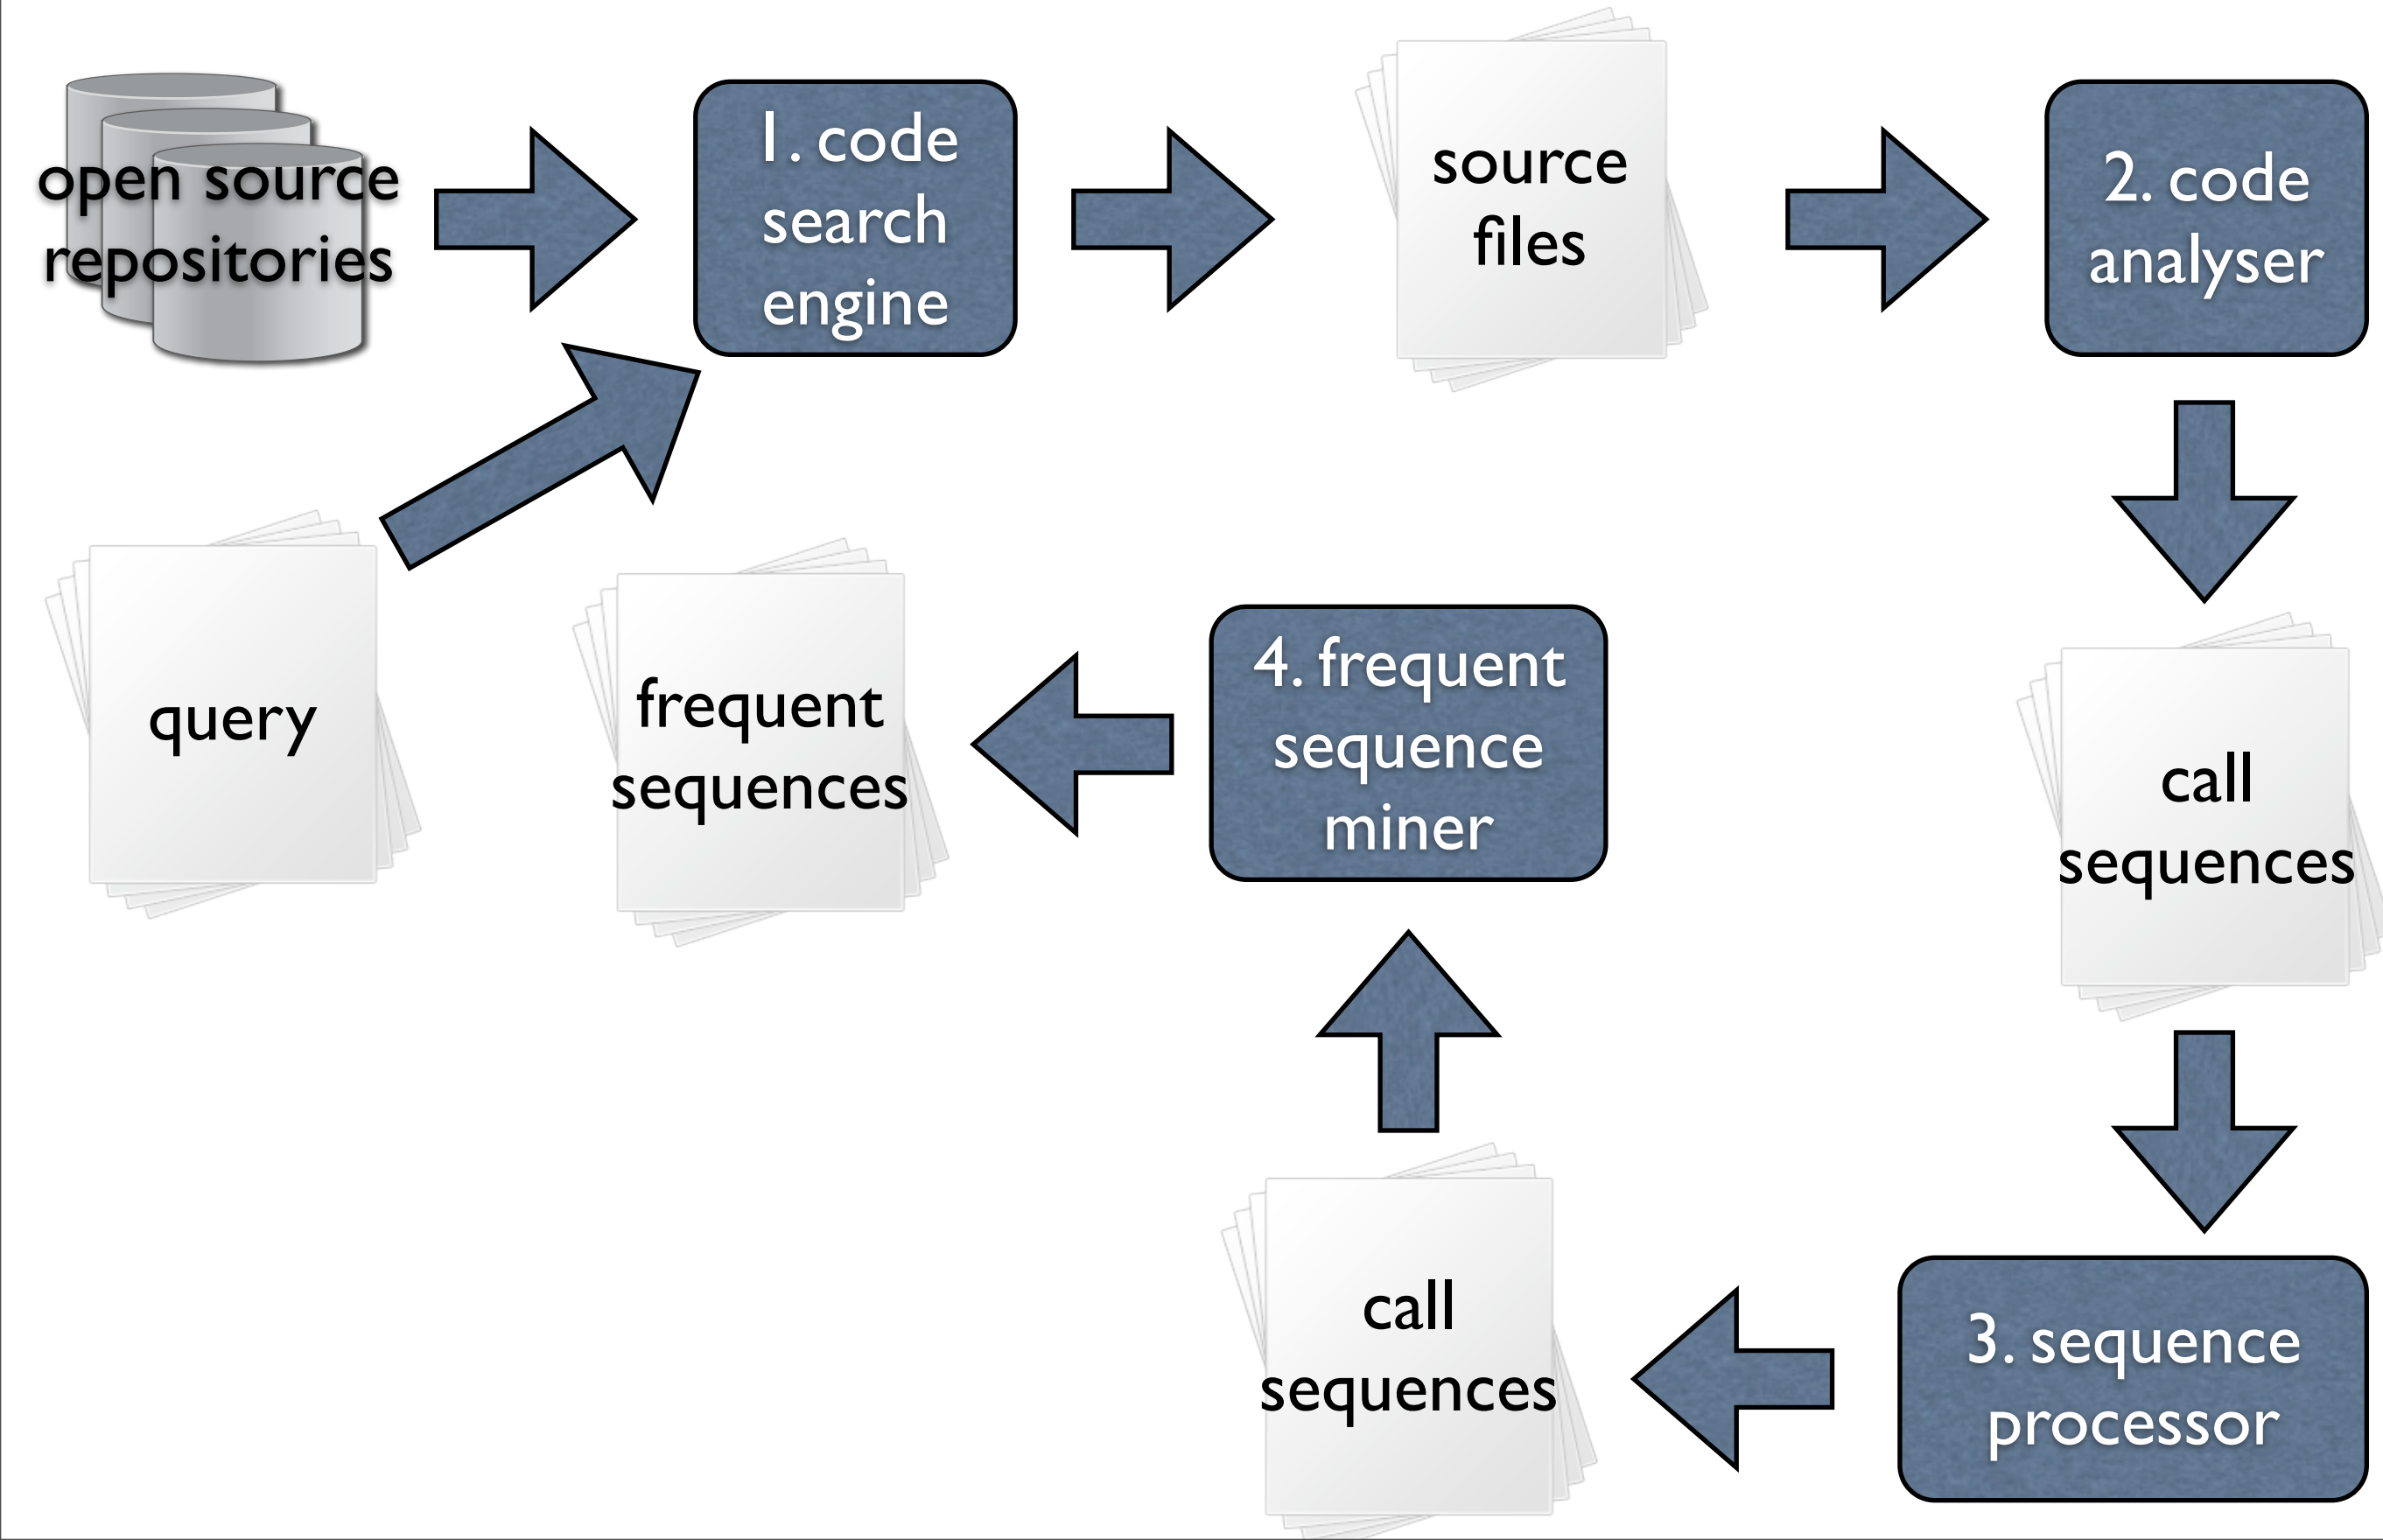 open source
repositories
1. code
search
engine
source
files
2. code
analyser
query
frequent
sequences
4. frequent
sequence
miner
call
sequences
call
sequences
3. sequence
processor